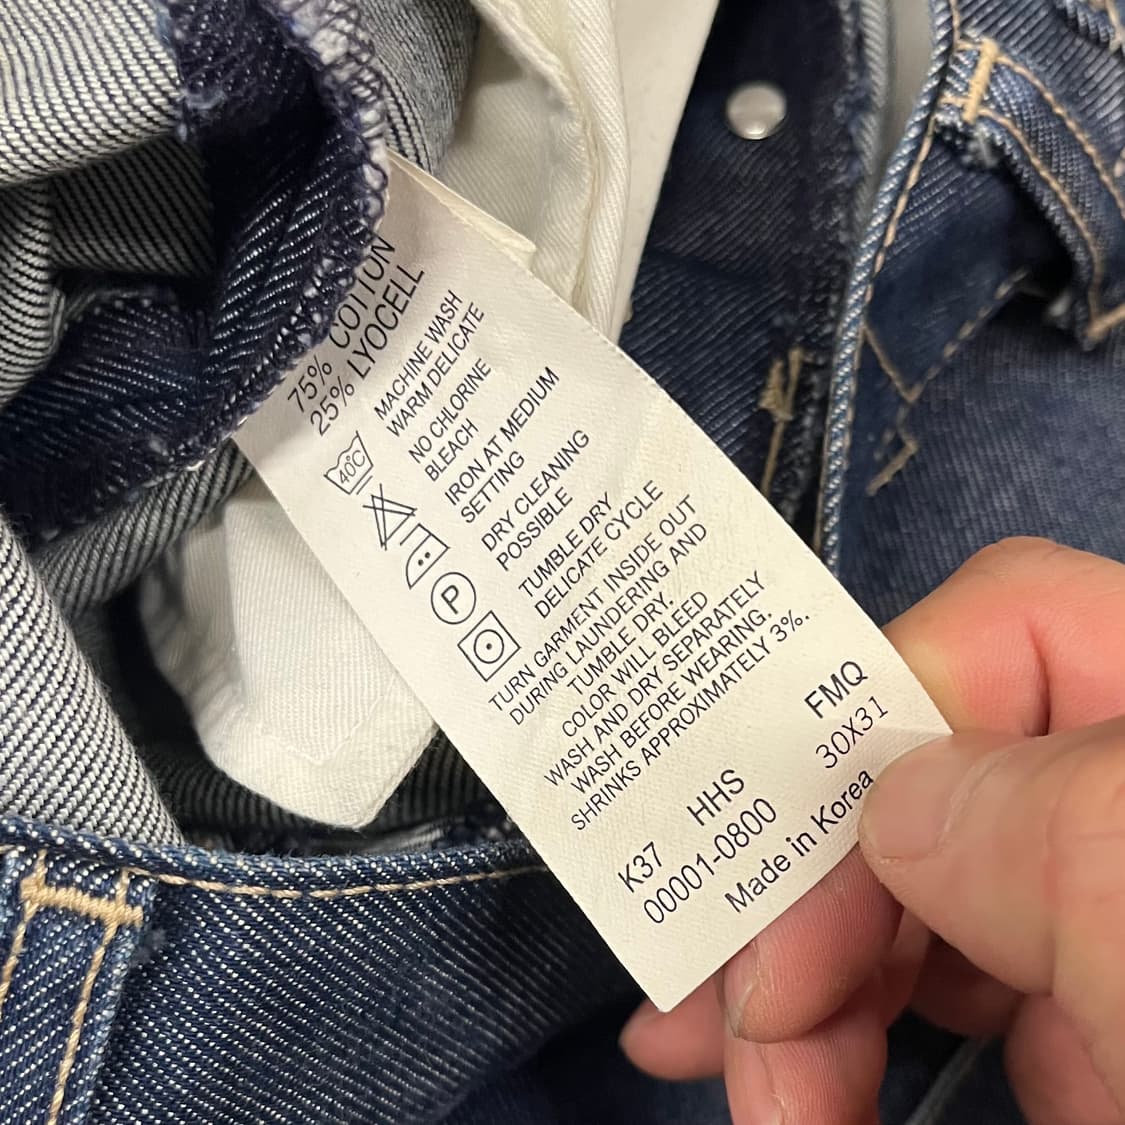 75% COTTON
25% LYOCELL
40C
MACHINE WASH
WARM DELICATE
NO CHLORINE
BLEACH
IRON AT MEDIUM
SETTING
P
DRY CLEANING
POSSIBLE
TUMBLE DRY
DELICATE CYCLE
TURN GARMENT INSIDE OUT
DURING LAUNDERING AND
TUMBLE DRY.
COLOR WILL BLEED
WASH AND DRY SEPARATELY
WASH BEFORE WEARING.
SHRINKS APPROXIMATELY 3%.
FMQ
K37 HHS 30X31
00001-0800
Made in Korea